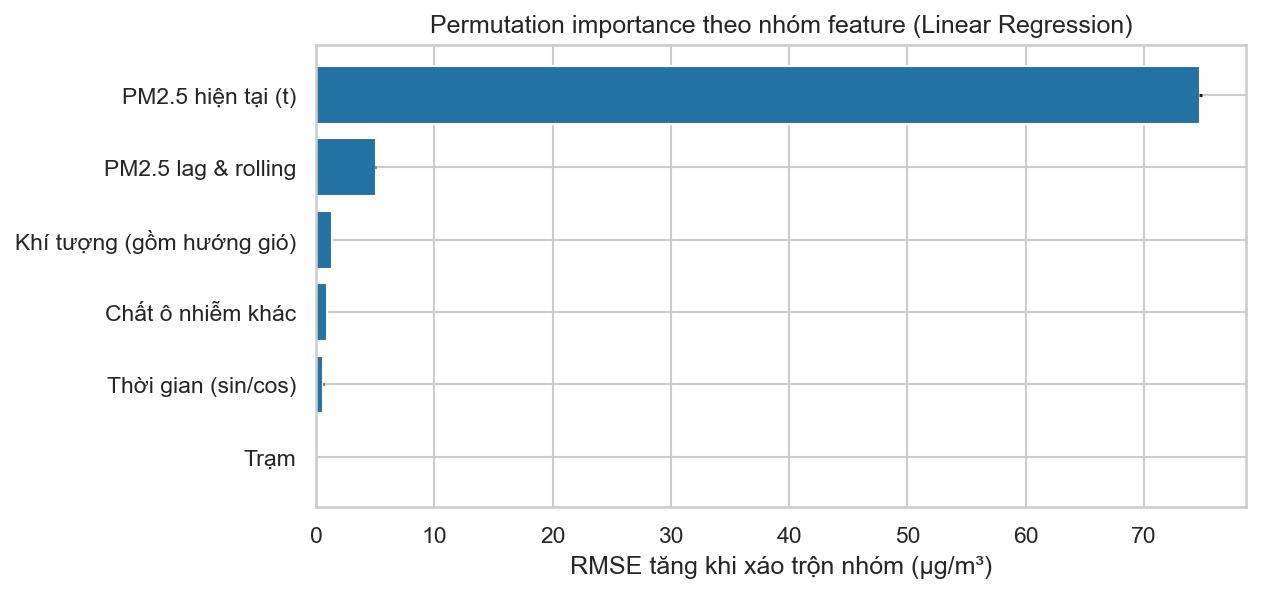 Permutation importance theo nhóm feature (Linear Regression)
PM2.5 hiện tại (t)
PM2.5 lag & rolling
Khí tượng (gồm hướng gió)
Chất ô nhiễm khác
Thời gian (sin/cos)
Trạm
0 10 20 30 40 50 60 70
RMSE tăng khi xáo trộn nhóm (µg/m³)